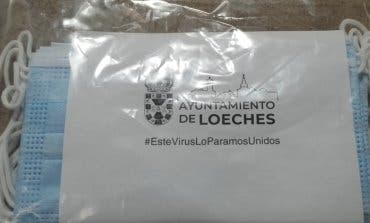 AYUNTAMIENTO
DE LOECHES
#EsteVirusLoParamosUnidos